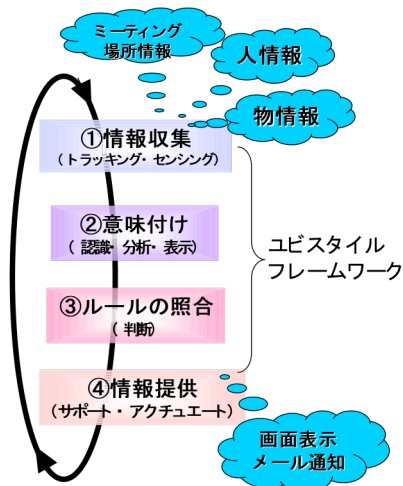 ミーティング
場所情報
人情報
物情報
①情報収集
(トラッキング・センシング)
②意味付け
(認識・分析・表示)
③ルールの照合
(判断)
④情報提供
(サポート・アクチュエート)
ユビスタイル
フレームワーク
画面表示
メール通知